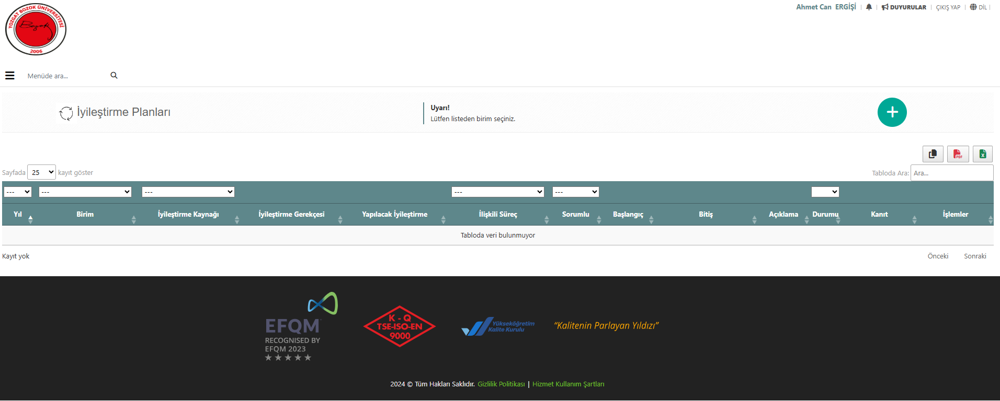 YOZGAT BOZOK ÜNİVERSİTESİ
Bozok
2006
Ahmet Can ERGİŞİ | | DUYURULAR | ÇIKIŞ YAP | DİL |
Menüde ara...
İyileştirme Planları
Uyarı!
Lütfen listeden birim seçiniz.
PDF
X
Sayfada 25 kayıt göster
Tabloda Ara: Ara...
--- --- --- --- ---
Yıl Birim İyileştirme Kaynağı İyileştirme Gerekçesi Yapılacak İyileştirme İlişkili Süreç Sorumlu Başlangıç Bitiş Açıklama Durumu Kanıt İşlemler
Tabloda veri bulunmuyor
Kayıt yok
Önceki Sonraki
EFQM
RECOGNISED BY
EFQM 2023
K - Q
TSE-ISO-EN
9000
Yükseköğretim
Kalite Kurulu
“Kalitenin Parlayan Yıldızı”
2024 © Tüm Hakları Saklıdır. Gizlilik Politikası | Hizmet Kullanım Şartları